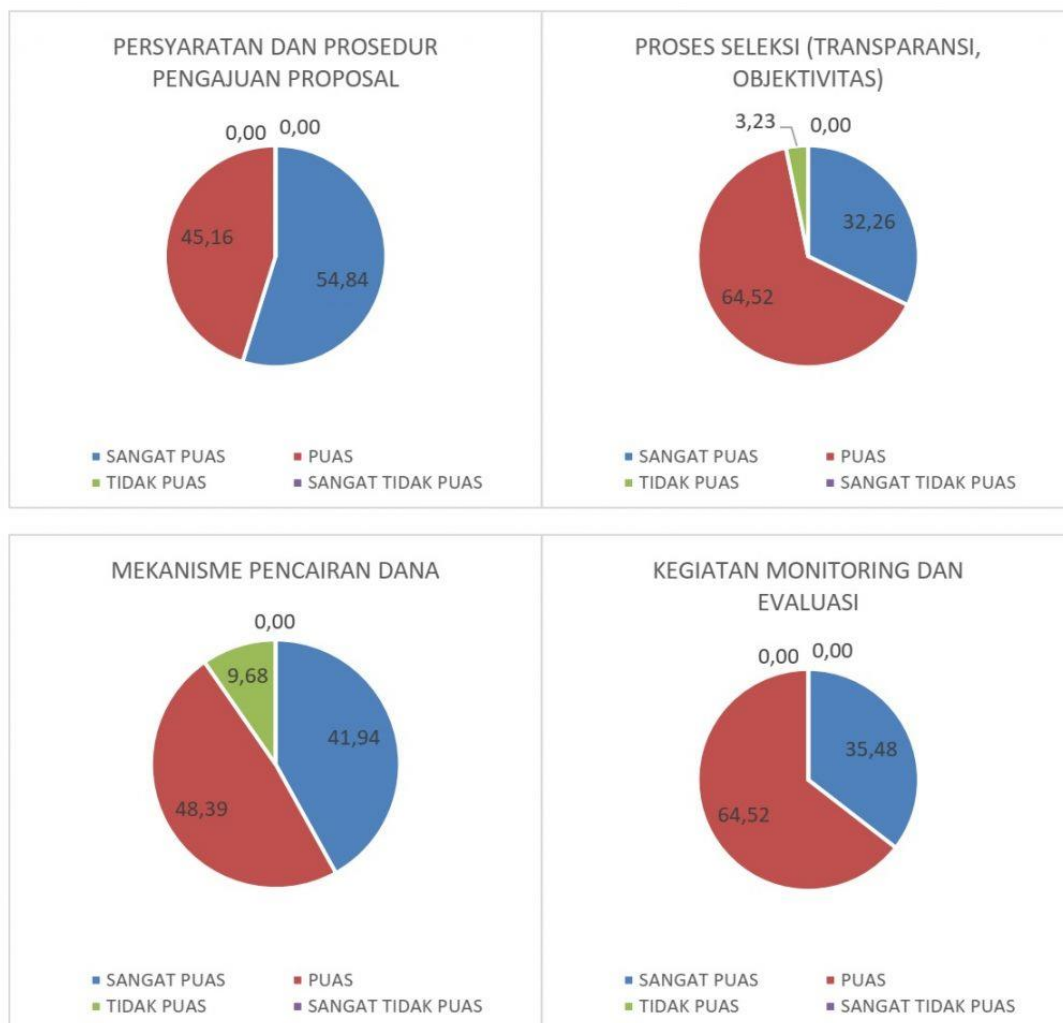 PERSYARATAN DAN PROSEDUR
PENGAJUAN PROPOSAL
0,00 0,00
45,16
54,84
SANGAT PUAS PUAS
TIDAK PUAS SANGAT TIDAK PUAS
PROSES SELEKSI (TRANSPARANSI,
OBJEKTIVITAS)
3,23 0,00
32,26
64,52
SANGAT PUAS PUAS
TIDAK PUAS SANGAT TIDAK PUAS
MEKANISME PENCAIRAN DANA
0,00
9,68
41,94
48,39
SANGAT PUAS PUAS
TIDAK PUAS SANGAT TIDAK PUAS
KEGIATAN MONITORING DAN
EVALUASI
0,00 0,00
35,48
64,52
SANGAT PUAS PUAS
TIDAK PUAS SANGAT TIDAK PUAS